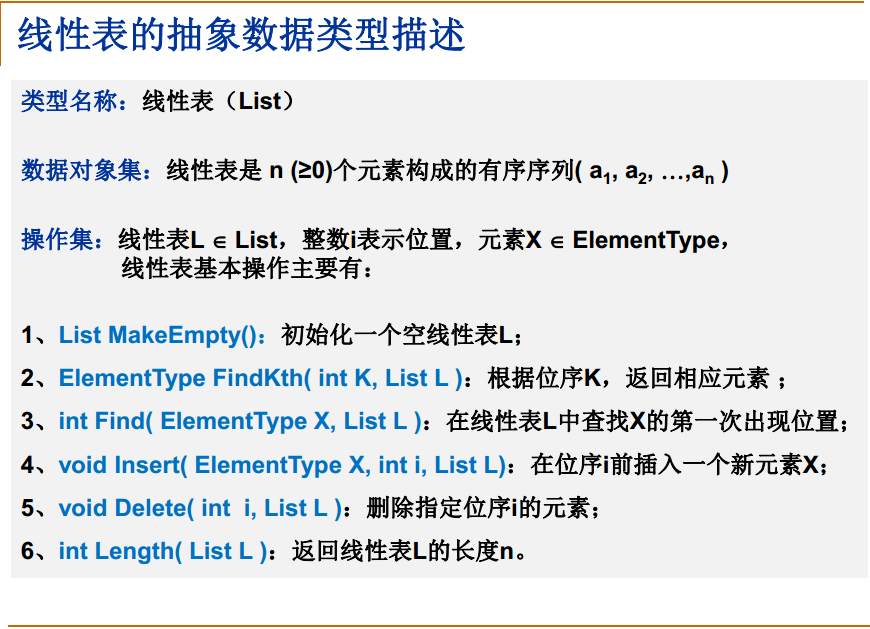 线性表的抽象数据类型描述
类型名称：线性表（List）
数据对象集：线性表是 n (≥0)个元素构成的有序序列( a₁, a₂, …,aₙ )
操作集：线性表L ∈ List，整数i表示位置，元素X ∈ ElementType，
线性表基本操作主要有：
1、List MakeEmpty()：初始化一个空线性表L；
2、ElementType FindKth( int K, List L )：根据位序K，返回相应元素 ；
3、int Find( ElementType X, List L )：在线性表L中查找X的第一次出现位置；
4、void Insert( ElementType X, int i, List L)：在位序i前插入一个新元素X；
5、void Delete( int i, List L )：删除指定位序i的元素；
6、int Length( List L )：返回线性表L的长度n。